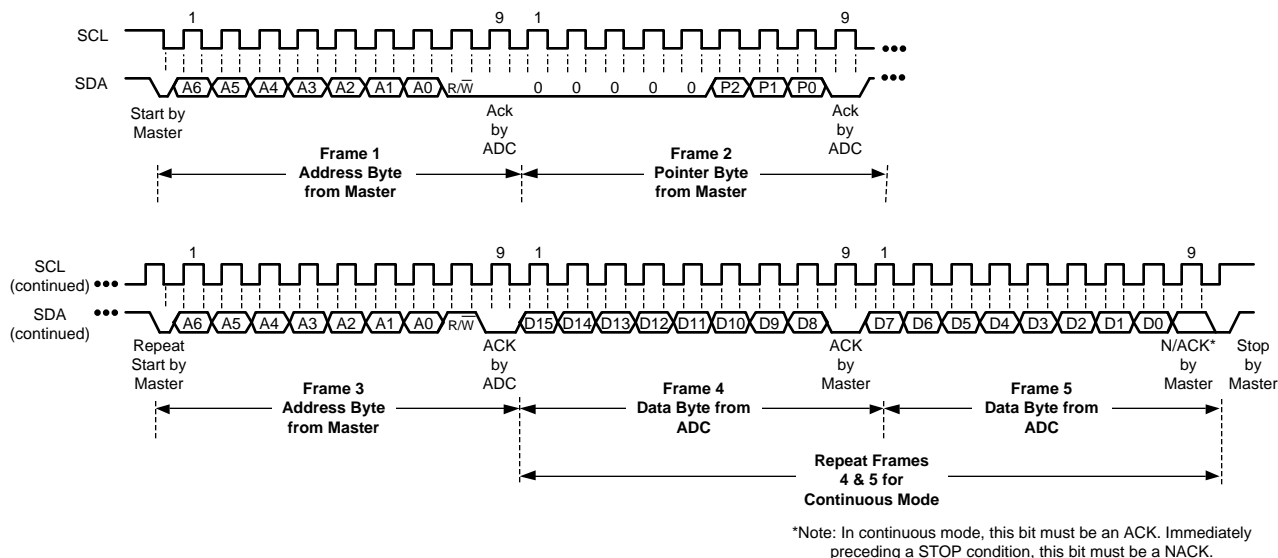 1 9 1 9
SCL
SDA A6 A5 A4 A3 A2 A1 A0 R/W̅ 0 0 0 0 0 P2 P1 P0
Start by
Master
Ack
by
ADC
Ack
by
ADC
Frame 1
Address Byte
from Master
Frame 2
Pointer Byte
from Master
1 9 1 9 1 9
SCL
(continued)
SDA
(continued)
A6 A5 A4 A3 A2 A1 A0 R/W̅ D15 D14 D13 D12 D11 D10 D9 D8 D7 D6 D5 D4 D3 D2 D1 D0
Repeat
Start by
Master
ACK
by
ADC
ACK
by
Master
N/ACK*
by
Master
Stop
by
Master
Frame 3
Address Byte
from Master
Frame 4
Data Byte from
ADC
Frame 5
Data Byte from
ADC
Repeat Frames
4 & 5 for
Continuous Mode
*Note: In continuous mode, this bit must be an ACK. Immediately
preceding a STOP condition, this bit must be a NACK.